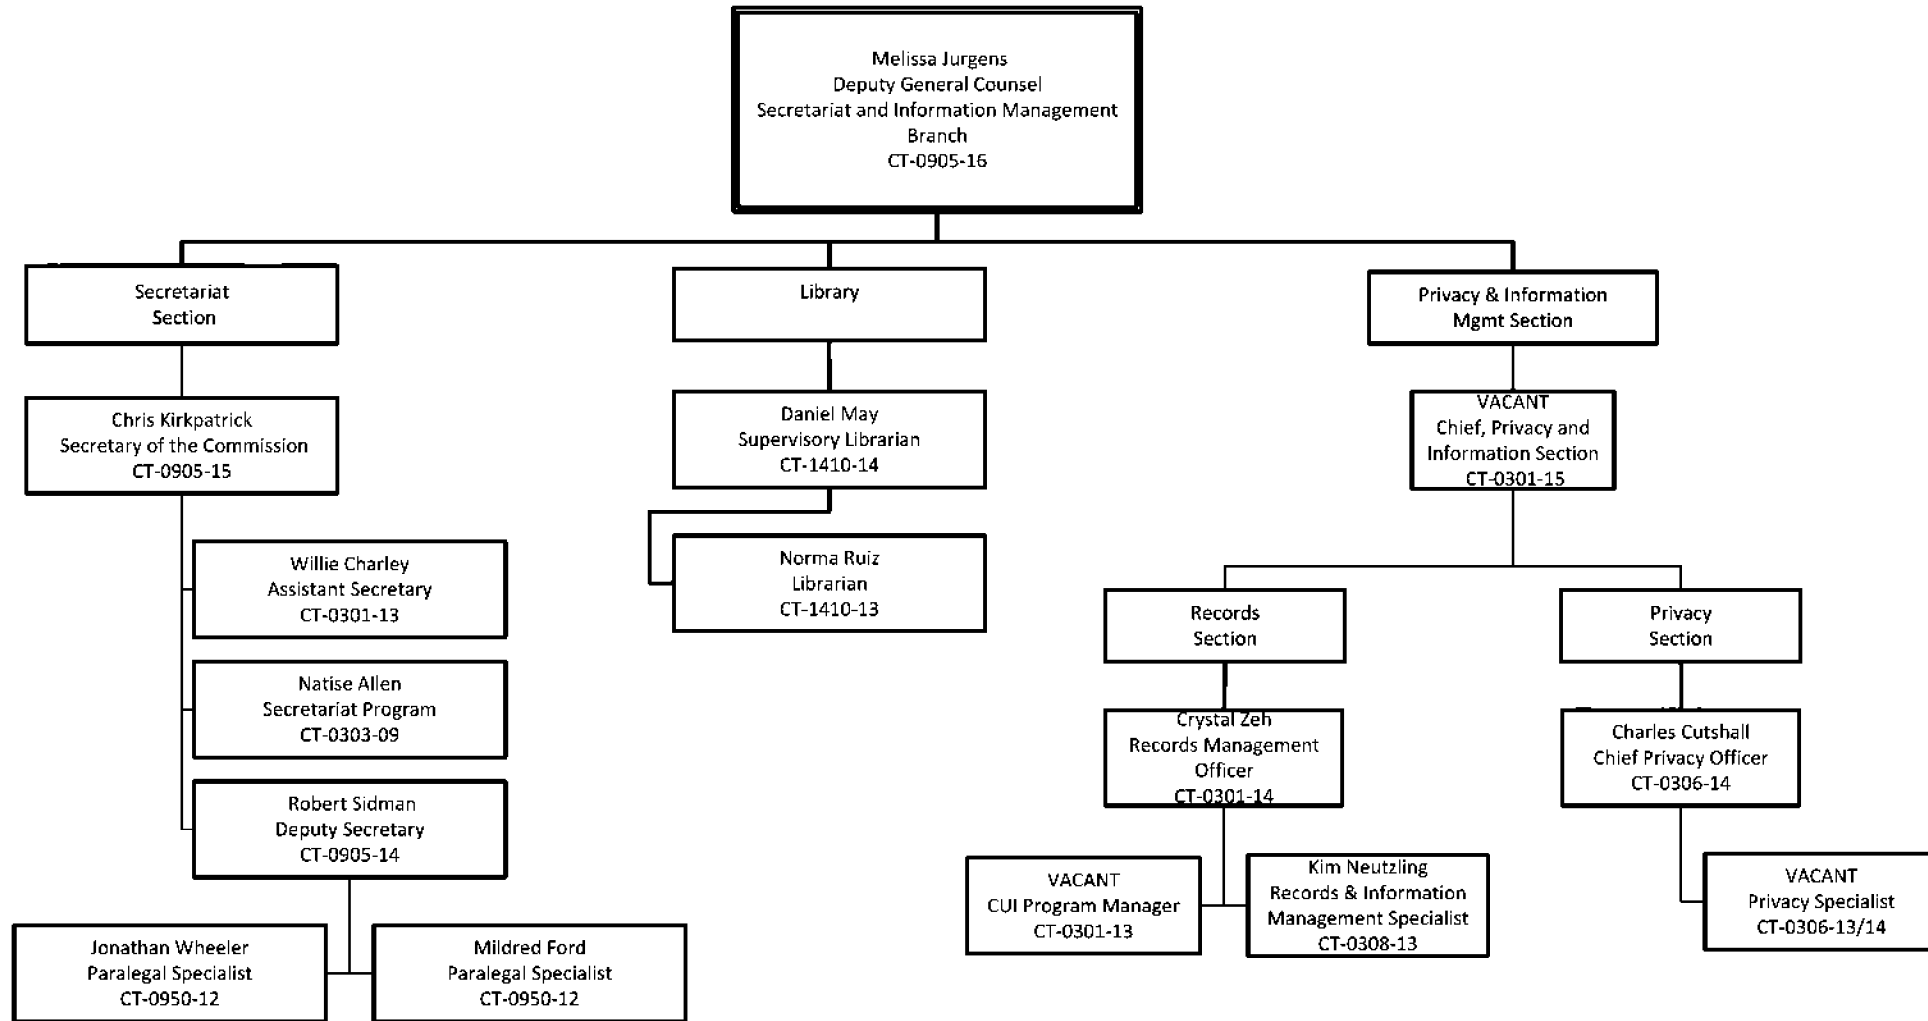 Melissa Jurgens
Deputy General Counsel
Secretariat and Information Management
Branch
CT-0905-16
Secretariat
Section
Library
Privacy & Information
Mgmt Section
Chris Kirkpatrick
Secretary of the Commission
CT-0905-15
Daniel May
Supervisory Librarian
CT-1410-14
VACANT
Chief, Privacy and
Information Section
CT-0301-15
Willie Charley
Assistant Secretary
CT-0301-13
Norma Ruiz
Librarian
CT-1410-13
Records
Section
Privacy
Section
Natise Allen
Secretariat Program
CT-0303-09
Crystal Zeh
Records Management
Officer
CT-0301-14
Charles Cutshall
Chief Privacy Officer
CT-0306-14
Robert Sidman
Deputy Secretary
CT-0905-14
VACANT
CUI Program Manager
CT-0301-13
Kim Neutzling
Records & Information
Management Specialist
CT-0308-13
VACANT
Privacy Specialist
CT-0306-13/14
Jonathan Wheeler
Paralegal Specialist
CT-0950-12
Mildred Ford
Paralegal Specialist
CT-0950-12